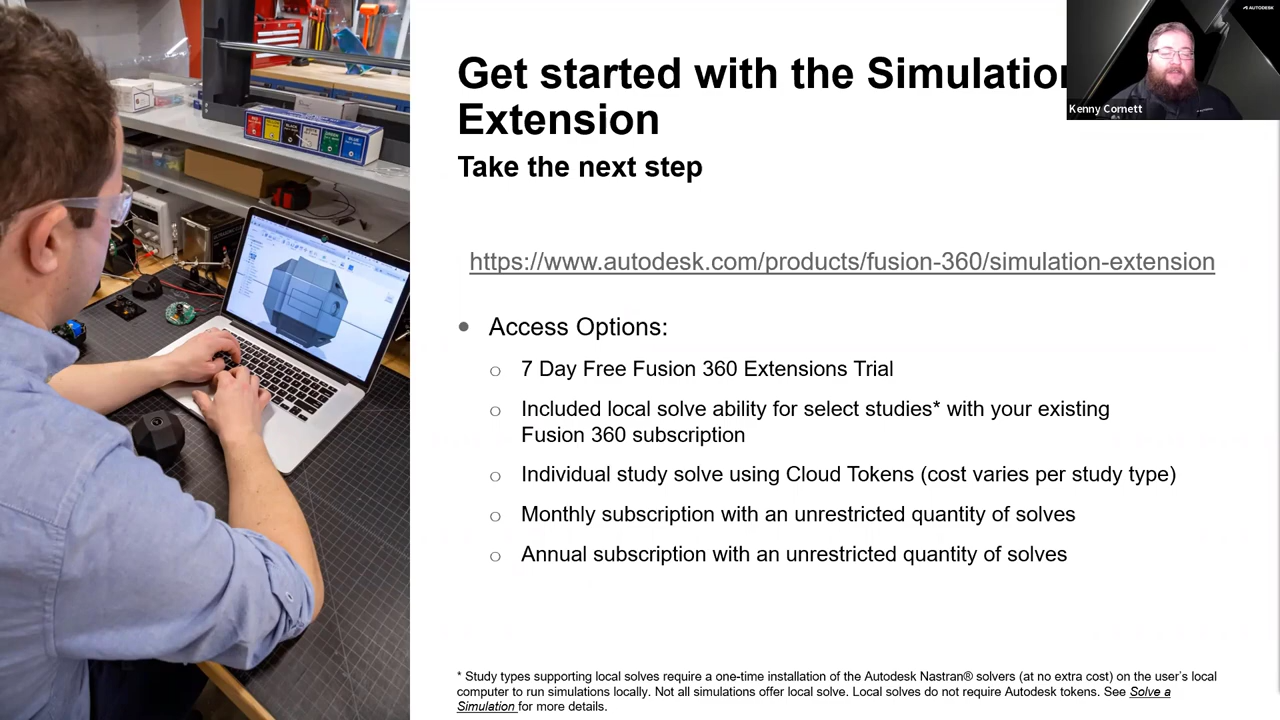 Get started with the Simulation
Extension
Take the next step
AUTODESK
Kenny Cornett
https://www.autodesk.com/products/fusion-360/simulation-extension
Access Options:
7 Day Free Fusion 360 Extensions Trial
Included local solve ability for select studies* with your existing
Fusion 360 subscription
Individual study solve using Cloud Tokens (cost varies per study type)
Monthly subscription with an unrestricted quantity of solves
Annual subscription with an unrestricted quantity of solves
* Study types supporting local solves require a one-time installation of the Autodesk Nastran® solvers (at no extra cost) on the user's local
computer to run simulations locally. Not all simulations offer local solve. Local solves do not require Autodesk tokens. See Solve a
Simulation for more details.